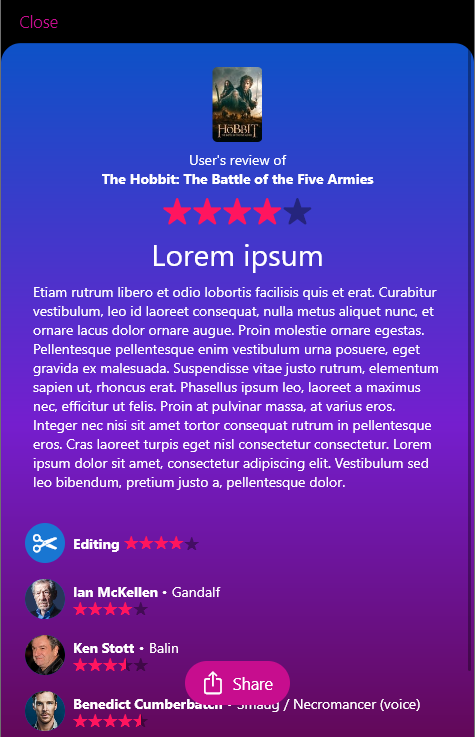 Close
THE HOBBIT
User's review of
The Hobbit: The Battle of the Five Armies
Lorem ipsum
Etiam rutrum libero et odio lobortis facilisis quis et erat. Curabitur
vestibulum, leo id laoreet consequat, nulla metus aliquet nunc, et
ornare lacus dolor ornare augue. Proin molestie ornare egestas.
Pellentesque pellentesque enim vestibulum urna posuere, eget
gravida ex malesuada. Suspendisse vitae justo rutrum, elementum
sapien ut, rhoncus erat. Phasellus ipsum leo, laoreet a maximus
nec, efficitur ut felis. Proin at pulvinar massa, at varius eros.
Integer nec nisi sit amet tortor consequat rutrum in pellentesque
eros. Cras laoreet turpis eget nisl consectetur consectetur. Lorem
ipsum dolor sit amet, consectetur adipiscing elit. Vestibulum sed
leo bibendum, pretium justo a, pellentesque dolor.
Editing
Ian McKellen • Gandalf
Ken Stott • Balin
Share
Benedict Cumberbatch • Smaug / Necromancer (voice)